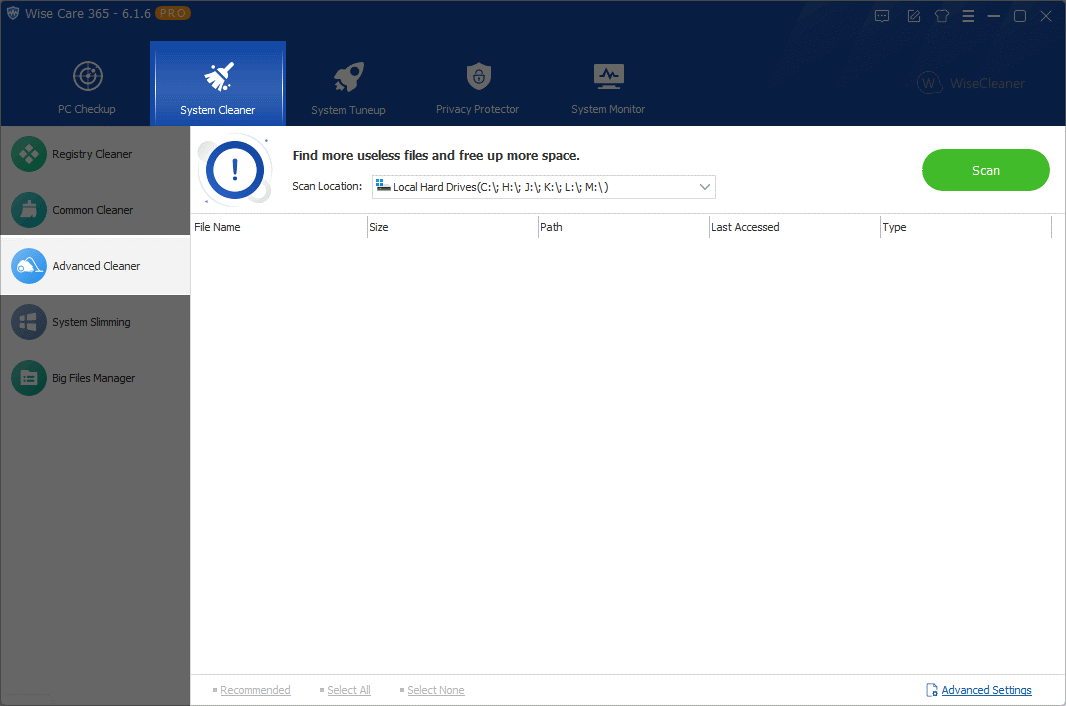 Wise Care 365 - 6.1.6 PRO
PC Checkup
System Cleaner
System Tuneup
Privacy Protector
System Monitor
W WiseCleaner
Registry Cleaner
Common Cleaner
Advanced Cleaner
System Slimming
Big Files Manager
Find more useless files and free up more space.
Scan Location: Local Hard Drives(C:\; H:\; J:\; K:\; L:\; M:\)
Scan
File Name Size Path Last Accessed Type
Recommended Select All Select None Advanced Settings